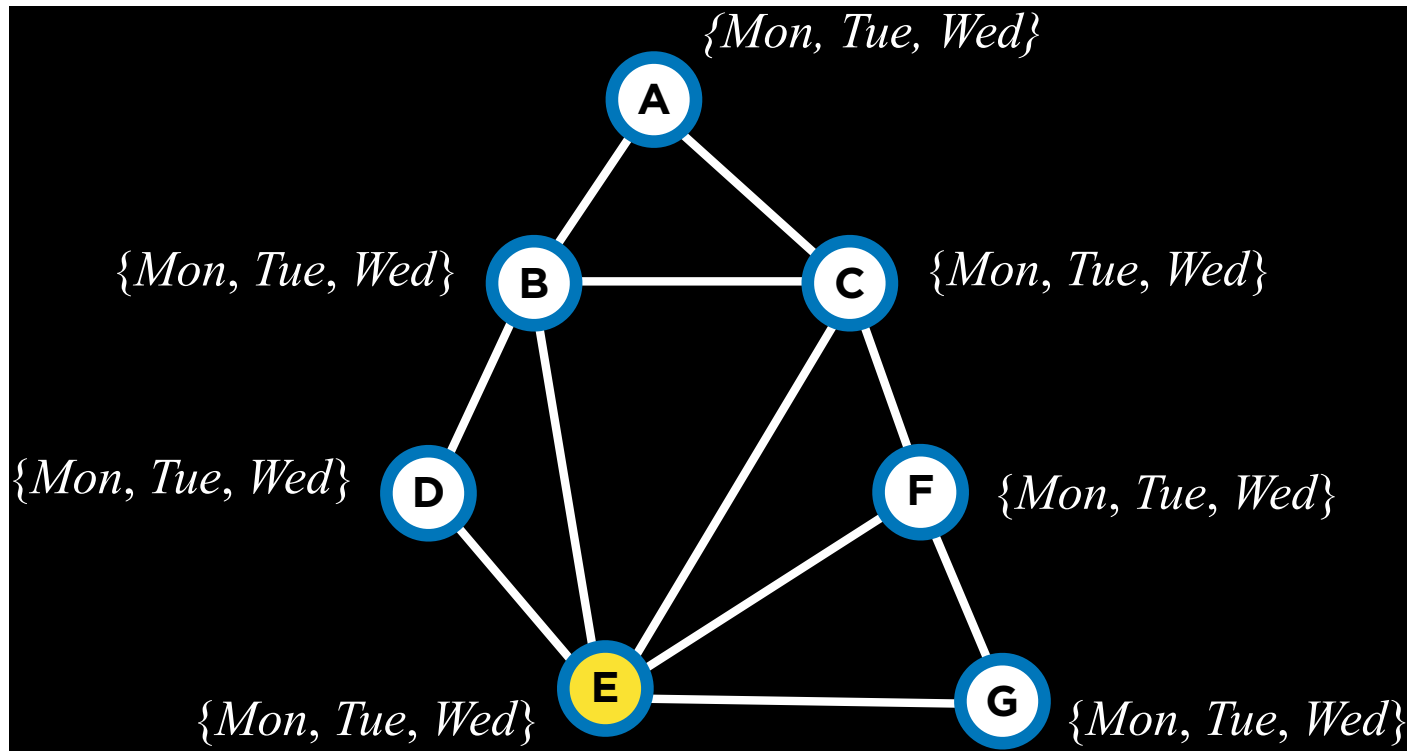 {Mon, Tue, Wed}
A
{Mon, Tue, Wed}
B
C
{Mon, Tue, Wed}
{Mon, Tue, Wed}
D
F
{Mon, Tue, Wed}
{Mon, Tue, Wed}
E
G
{Mon, Tue, Wed}